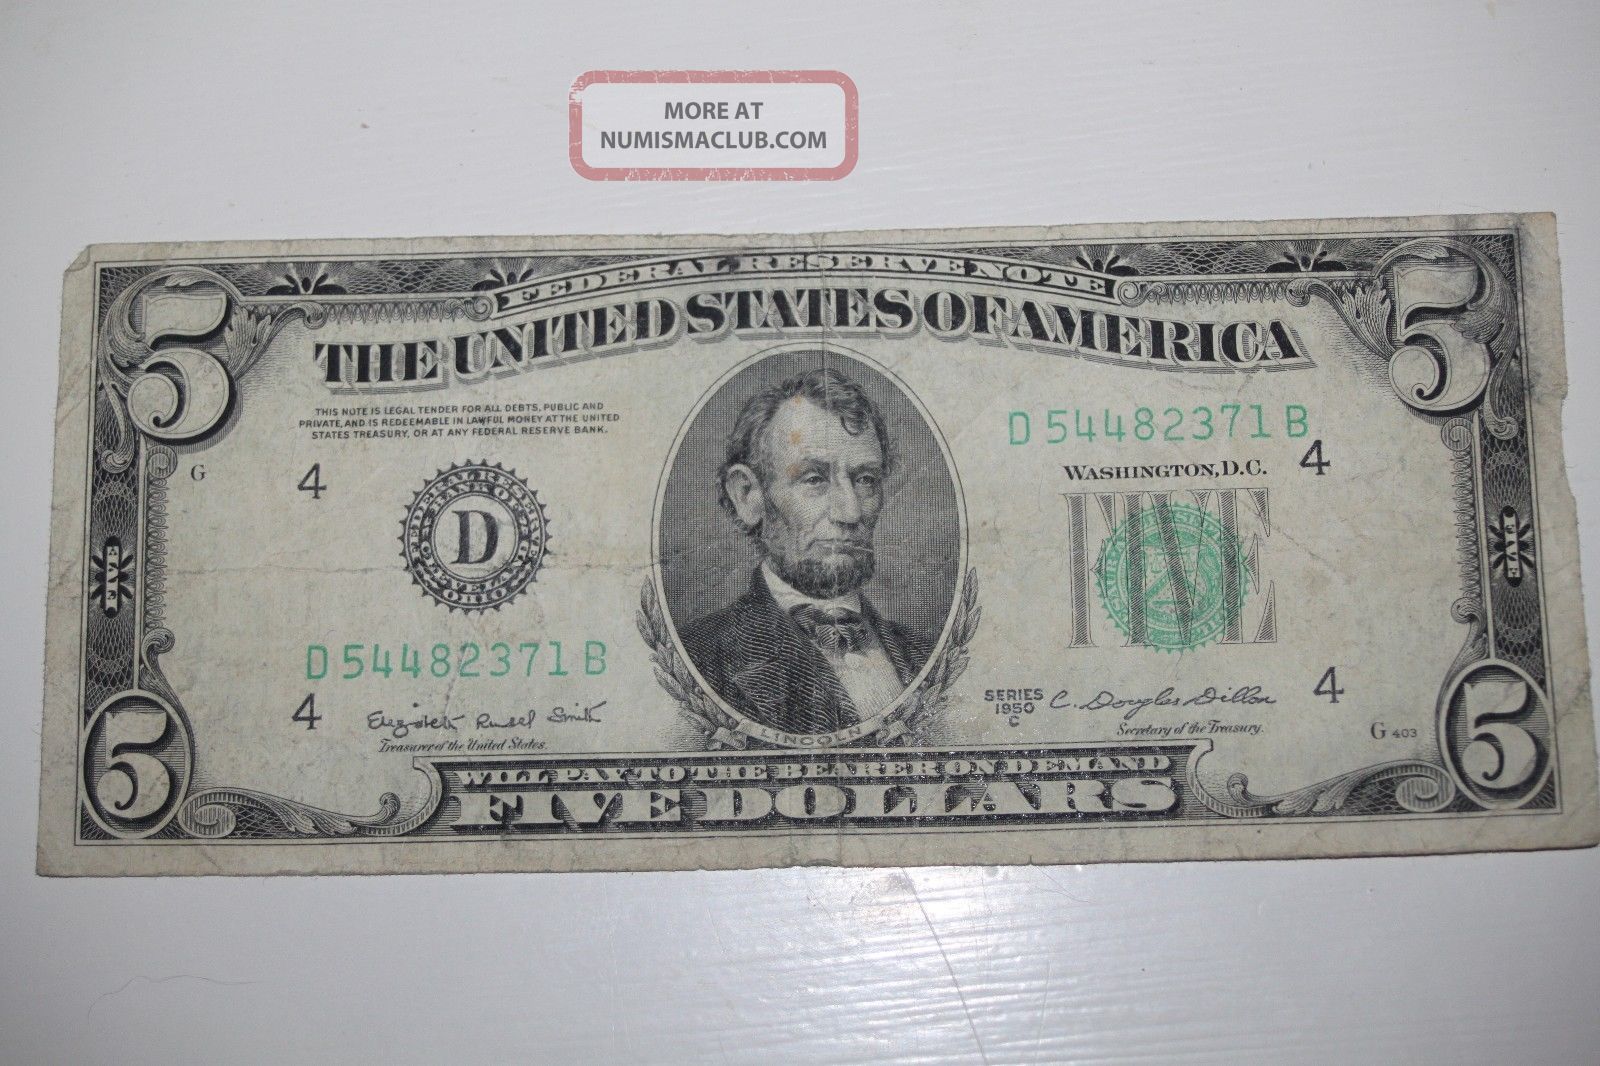 MORE AT
NUMISMACLUB.COM
FEDERAL RESERVE NOTE
5 5
THE UNITED STATES OF AMERICA
THIS NOTE IS LEGAL TENDER FOR ALL DEBTS, PUBLIC AND
PRIVATE, AND IS REDEEMABLE IN LAWFUL MONEY AT THE UNITED
STATES TREASURY, OR AT ANY FEDERAL RESERVE BANK.
D 54482371 B
WASHINGTON, D.C.
G 4 4
D
FIVE
FIVE FIVE
D 54482371 B
4 4
Elizabeth Rudel Smith
Treasurer of the United States.
SERIES
1950
C
C. Douglas Dillon
Secretary of the Treasury.
G 403
LINCOLN
WILL PAY TO THE BEARER ON DEMAND
5 5
FIVE DOLLARS